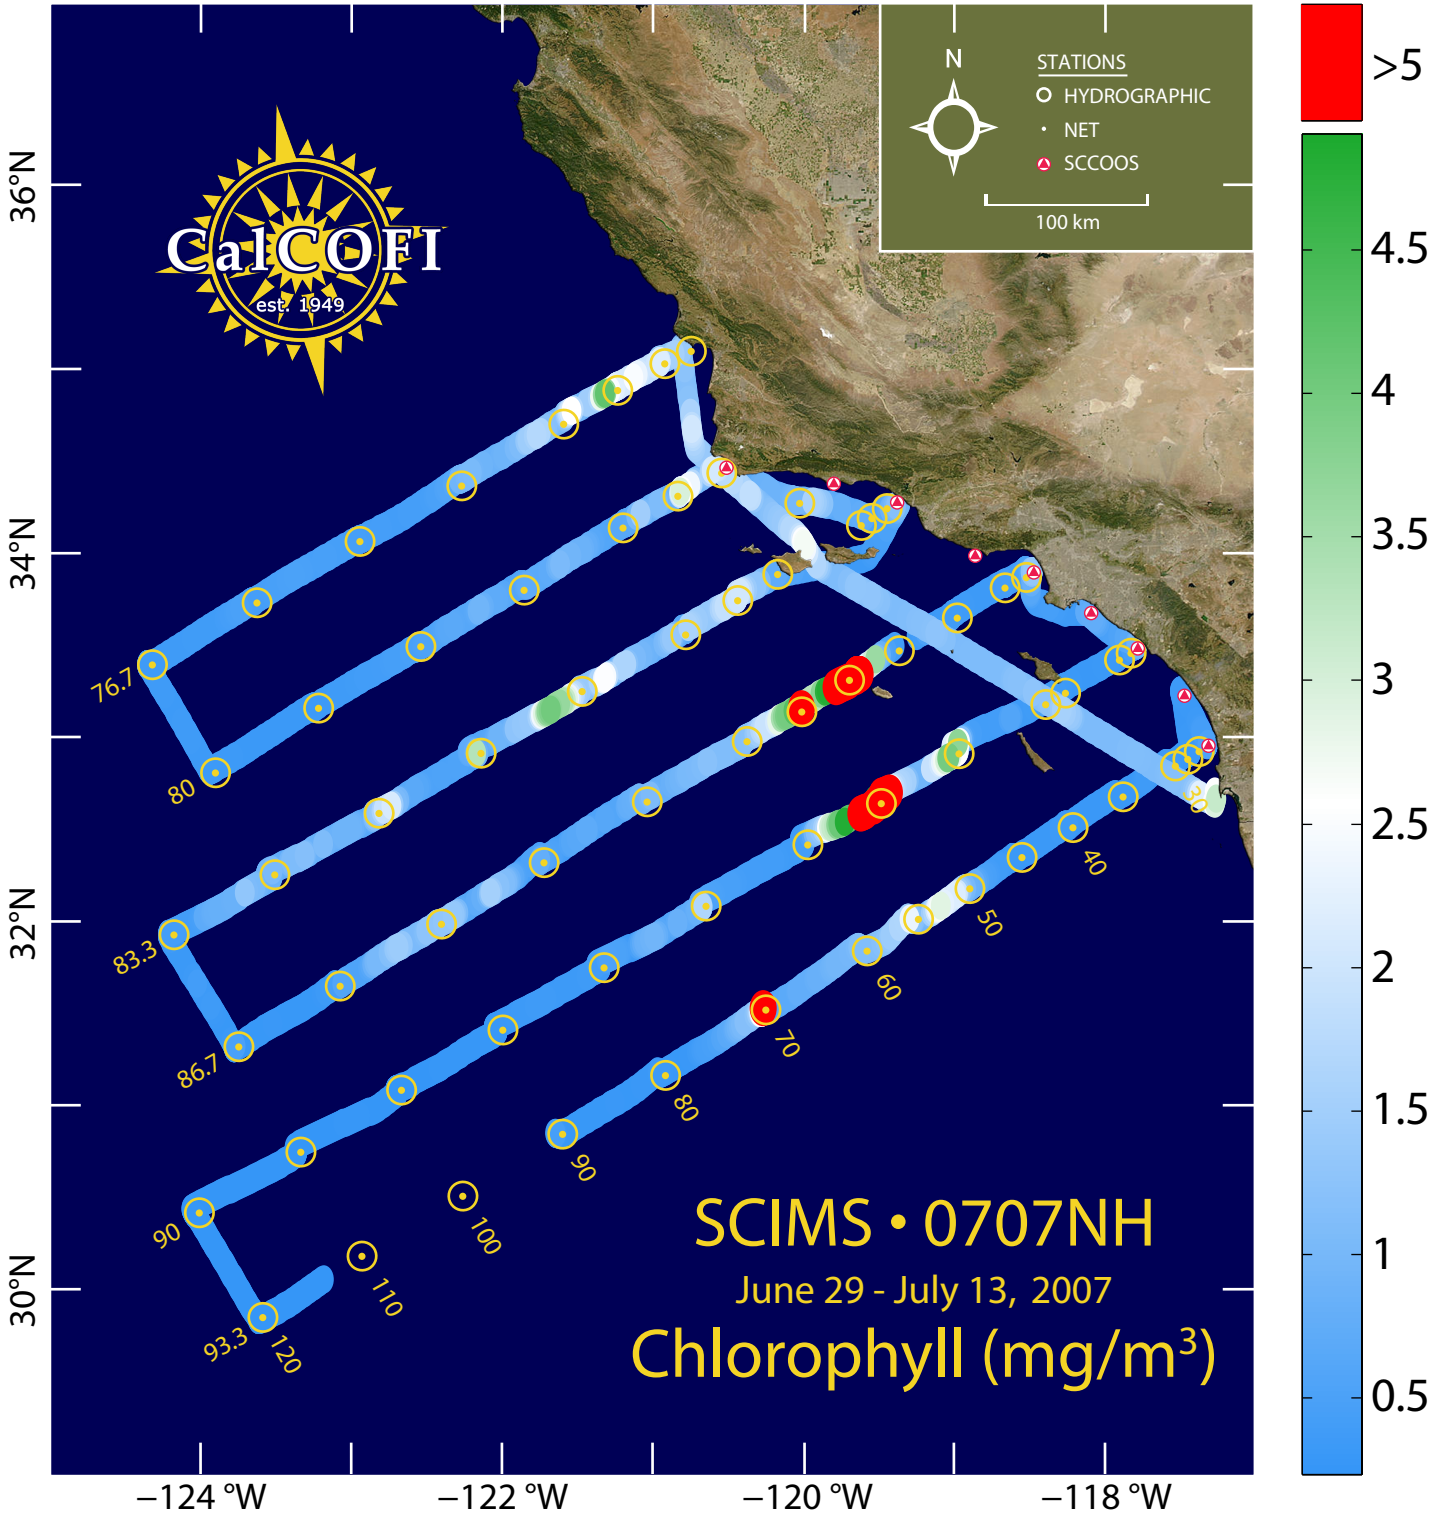 N
STATIONS
HYDROGRAPHIC
NET
SCCOOS
100 km
CalCOFI
est. 1949
>5
4.5
4
3.5
3
2.5
2
1.5
1
0.5
36°N
34°N
32°N
30°N
76.7
80
83.3
86.7
90
93.3
30
40
50
60
70
80
90
100
110
120
SCIMS • 0707NH
June 29 - July 13, 2007
Chlorophyll (mg/m³)
−124 °W
−122 °W
−120 °W
−118 °W